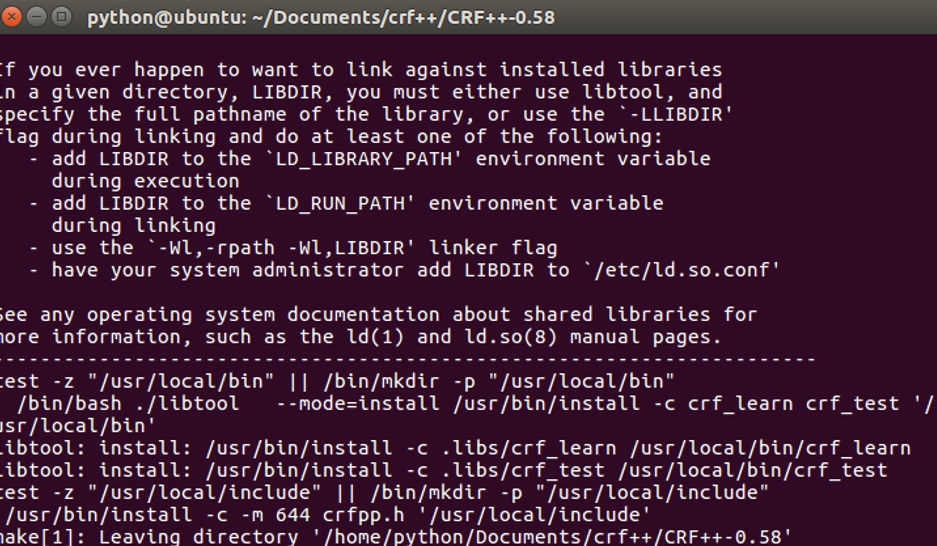 python@ubuntu: ~/Documents/crf++/CRF++-0.58
If you ever happen to want to link against installed libraries
in a given directory, LIBDIR, you must either use libtool, and
specify the full pathname of the library, or use the `-LLIBDIR'
flag during linking and do at least one of the following:
- add LIBDIR to the `LD_LIBRARY_PATH' environment variable
during execution
- add LIBDIR to the `LD_RUN_PATH' environment variable
during linking
- use the `-Wl,-rpath -Wl,LIBDIR' linker flag
- have your system administrator add LIBDIR to `/etc/ld.so.conf'
See any operating system documentation about shared libraries for
more information, such as the ld(1) and ld.so(8) manual pages.
----------------------------------------------------------------------
test -z "/usr/local/bin" || /bin/mkdir -p "/usr/local/bin"
/bin/bash ./libtool   --mode=install /usr/bin/install -c crf_learn crf_test '/
usr/local/bin'
libtool: install: /usr/bin/install -c .libs/crf_learn /usr/local/bin/crf_learn
libtool: install: /usr/bin/install -c .libs/crf_test /usr/local/bin/crf_test
test -z "/usr/local/include" || /bin/mkdir -p "/usr/local/include"
/usr/bin/install -c -m 644 crfpp.h '/usr/local/include'
make[1]: Leaving directory '/home/python/Documents/crf++/CRF++-0.58'